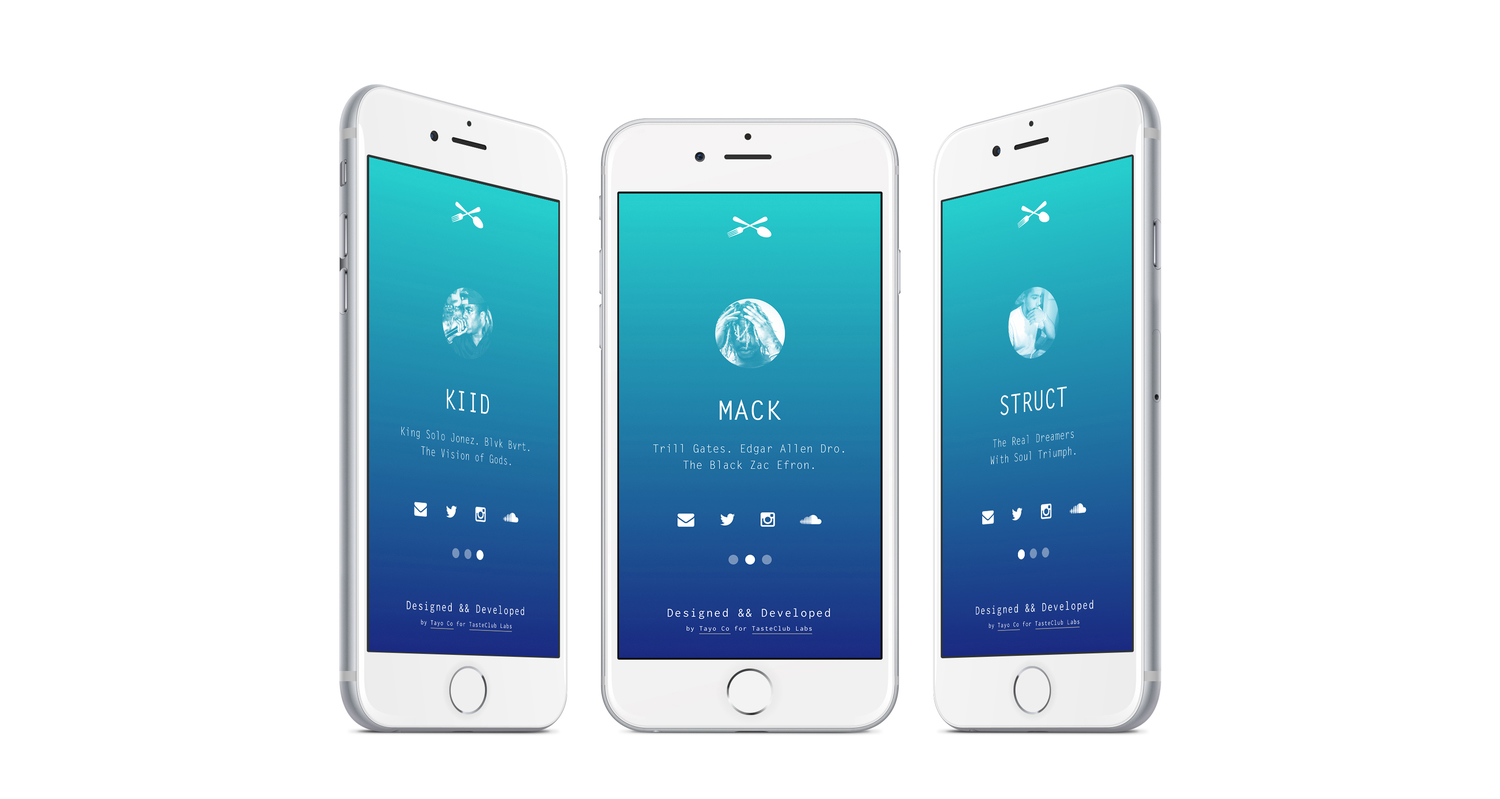 KIID
King Solo Jonez. Blvk Bvrt.
The Vision of Gods.
Designed && Developed
by Tayo Co for TasteClub Labs
MACK
Trill Gates. Edgar Allen Dro.
The Black Zac Efron.
Designed && Developed
by Tayo Co for TasteClub Labs
STRUCT
The Real Dreamers
With Soul Triumph.
Designed && Developed
by Tayo Co for TasteClub Labs